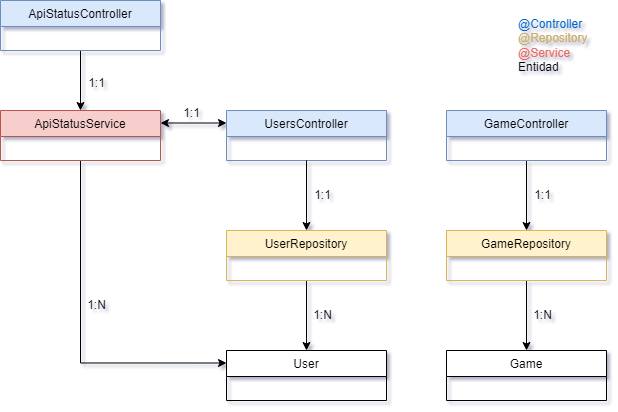 ApiStatusController
@Controller
@Repository
@Service
Entidad
1:1
ApiStatusService
1:1
UsersController
GameController
1:1
1:1
UserRepository
GameRepository
1:N
1:N
1:N
User
Game